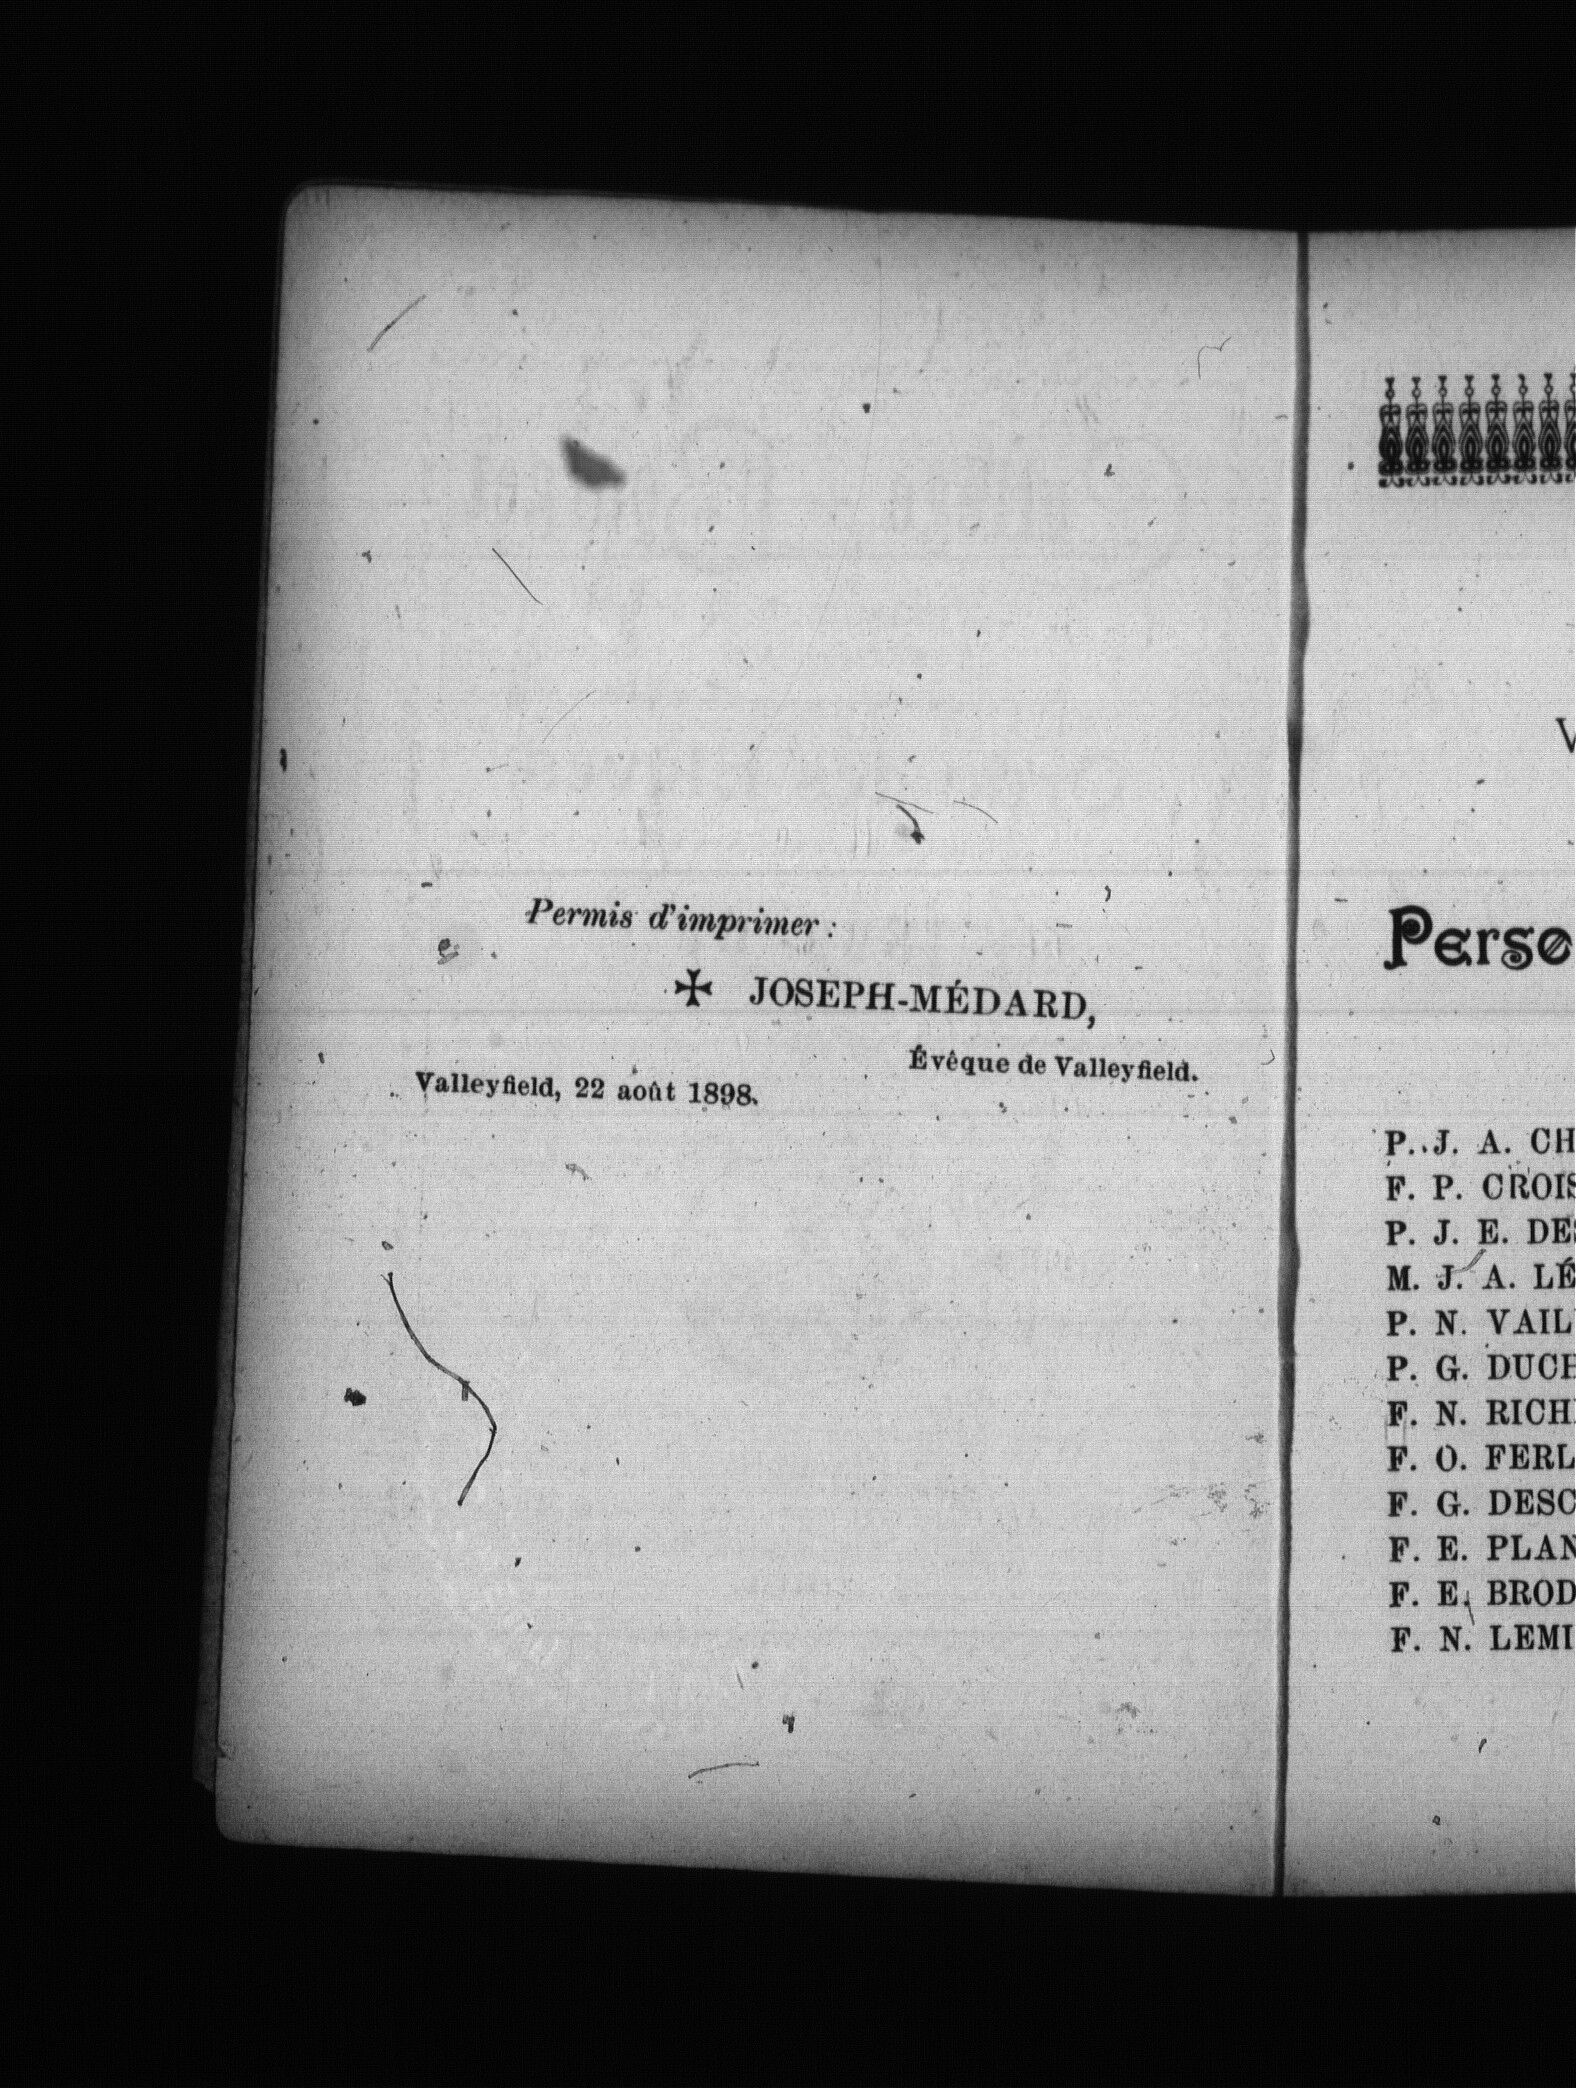 Permis d'imprimer :
✠ JOSEPH-MÉDARD,
Évêque de Valleyfield.
Valleyfield, 22 août 1898.
V
Perso
P. J. A. CH
F. P. CROIS
P. J. E. DES
M. J. A. LÉ
P. N. VAIL
P. G. DUCH
F. N. RICH
F. O. FERL
F. G. DESC
F. E. PLAN
F. E. BROD
F. N. LEMI